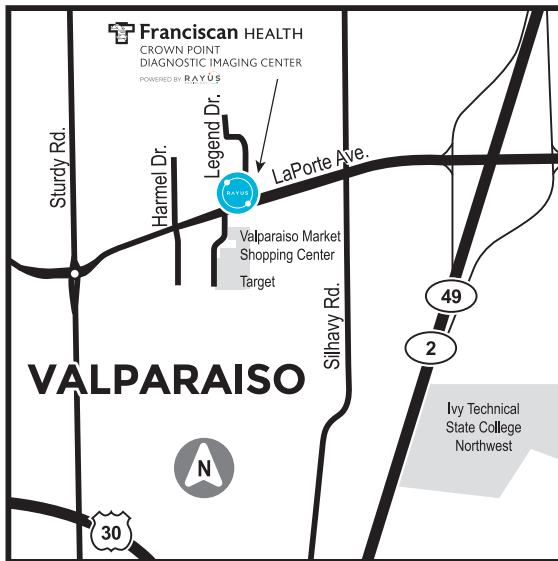 Franciscan HEALTH
CROWN POINT
DIAGNOSTIC IMAGING CENTER
POWERED BY RAYUS
Sturdy Rd.
Harmel Dr.
Legend Dr.
LaPorte Ave.
RAYUS
Valparaiso Market
Shopping Center
Target
Silhavy Rd.
49
2
VALPARAISO
Ivy Technical
State College
Northwest
N
30